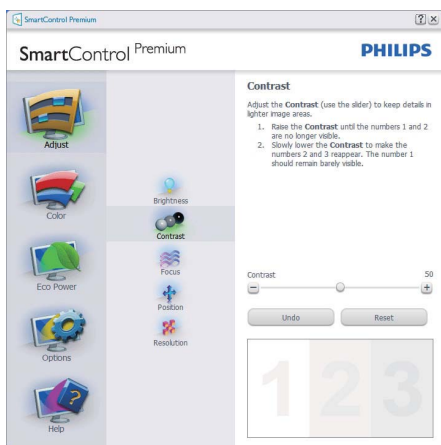 SmartControl Premium
SmartControl Premium
PHILIPS
Adjust
Color
Eco Power
Options
Help
Brightness
Contrast
Focus
Position
Resolution
Contrast
Adjust the Contrast (use the slider) to keep details in
lighter image areas.
1. Raise the Contrast until the numbers 1 and 2
are no longer visible.
2. Slowly lower the Contrast to make the
numbers 2 and 3 reappear. The number 1
should remain barely visible.
Contrast 50
Undo Reset
1 2 3